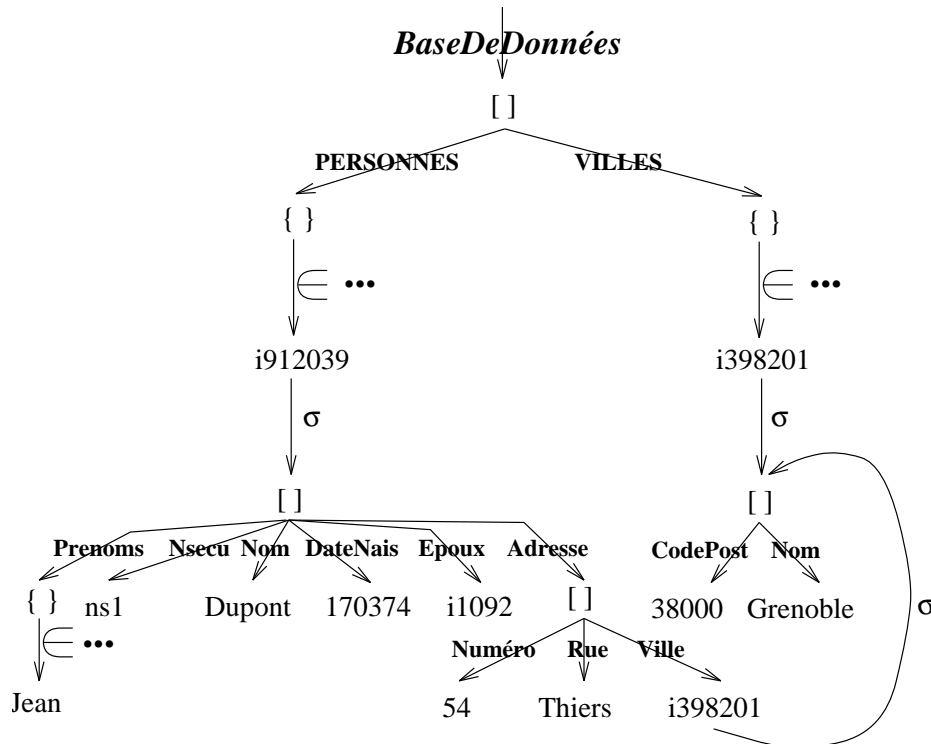 BaseDeDonnées
[ ]
PERSONNES VILLES
{ } { }
∈ ••• ∈ •••
i912039 i398201
σ σ
[ ] [ ]
Prenoms Nsecu Nom DateNais Epoux Adresse CodePost Nom
{ } ns1 Dupont 170374 i1092 [ ] 38000 Grenoble σ
∈ ••• Numéro Rue Ville
Jean 54 Thiers i398201